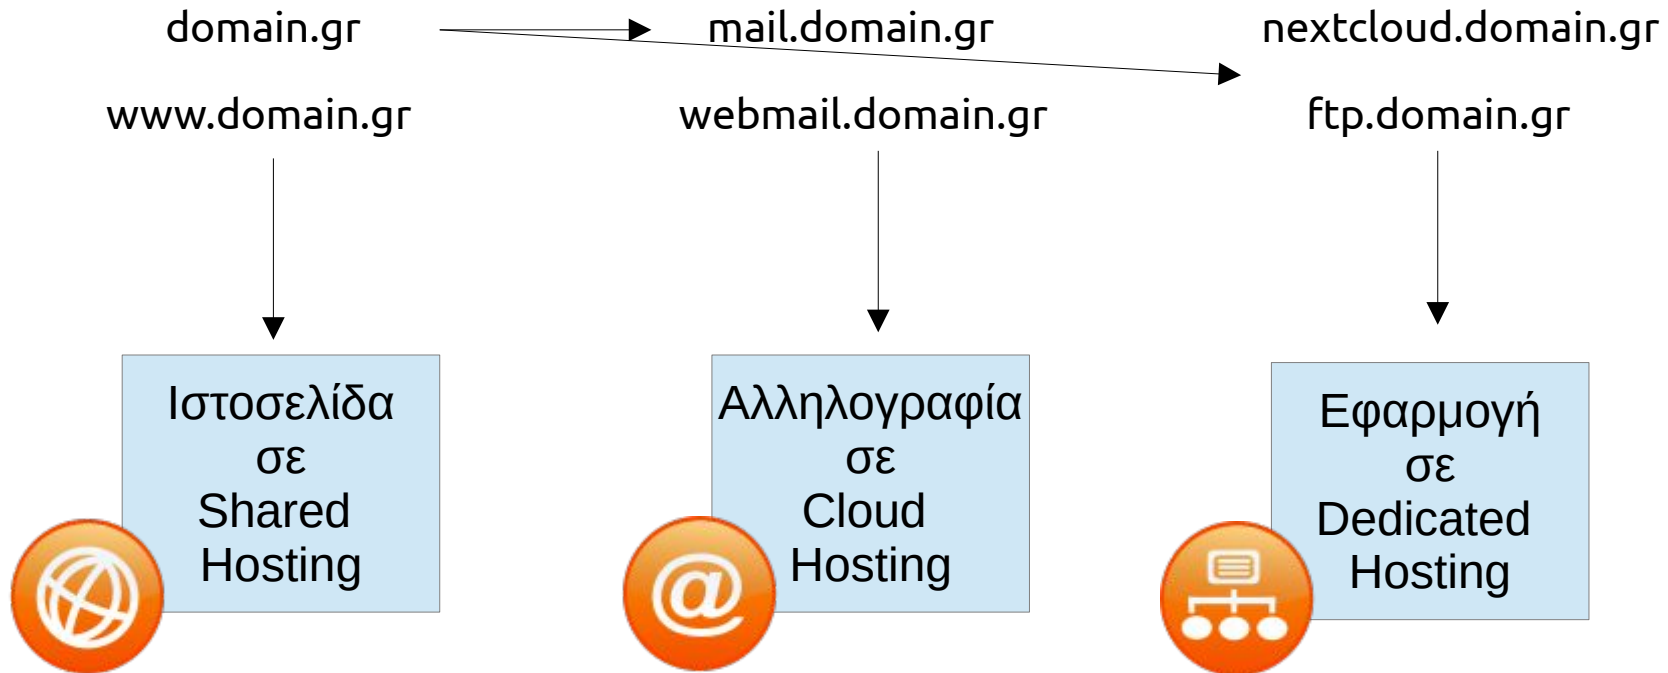 domain.gr
mail.domain.gr
nextcloud.domain.gr
www.domain.gr
webmail.domain.gr
ftp.domain.gr
Ιστοσελίδα
σε
Shared
Hosting
Αλληλογραφία
σε
Cloud
Hosting
Εφαρμογή
σε
Dedicated
Hosting
@